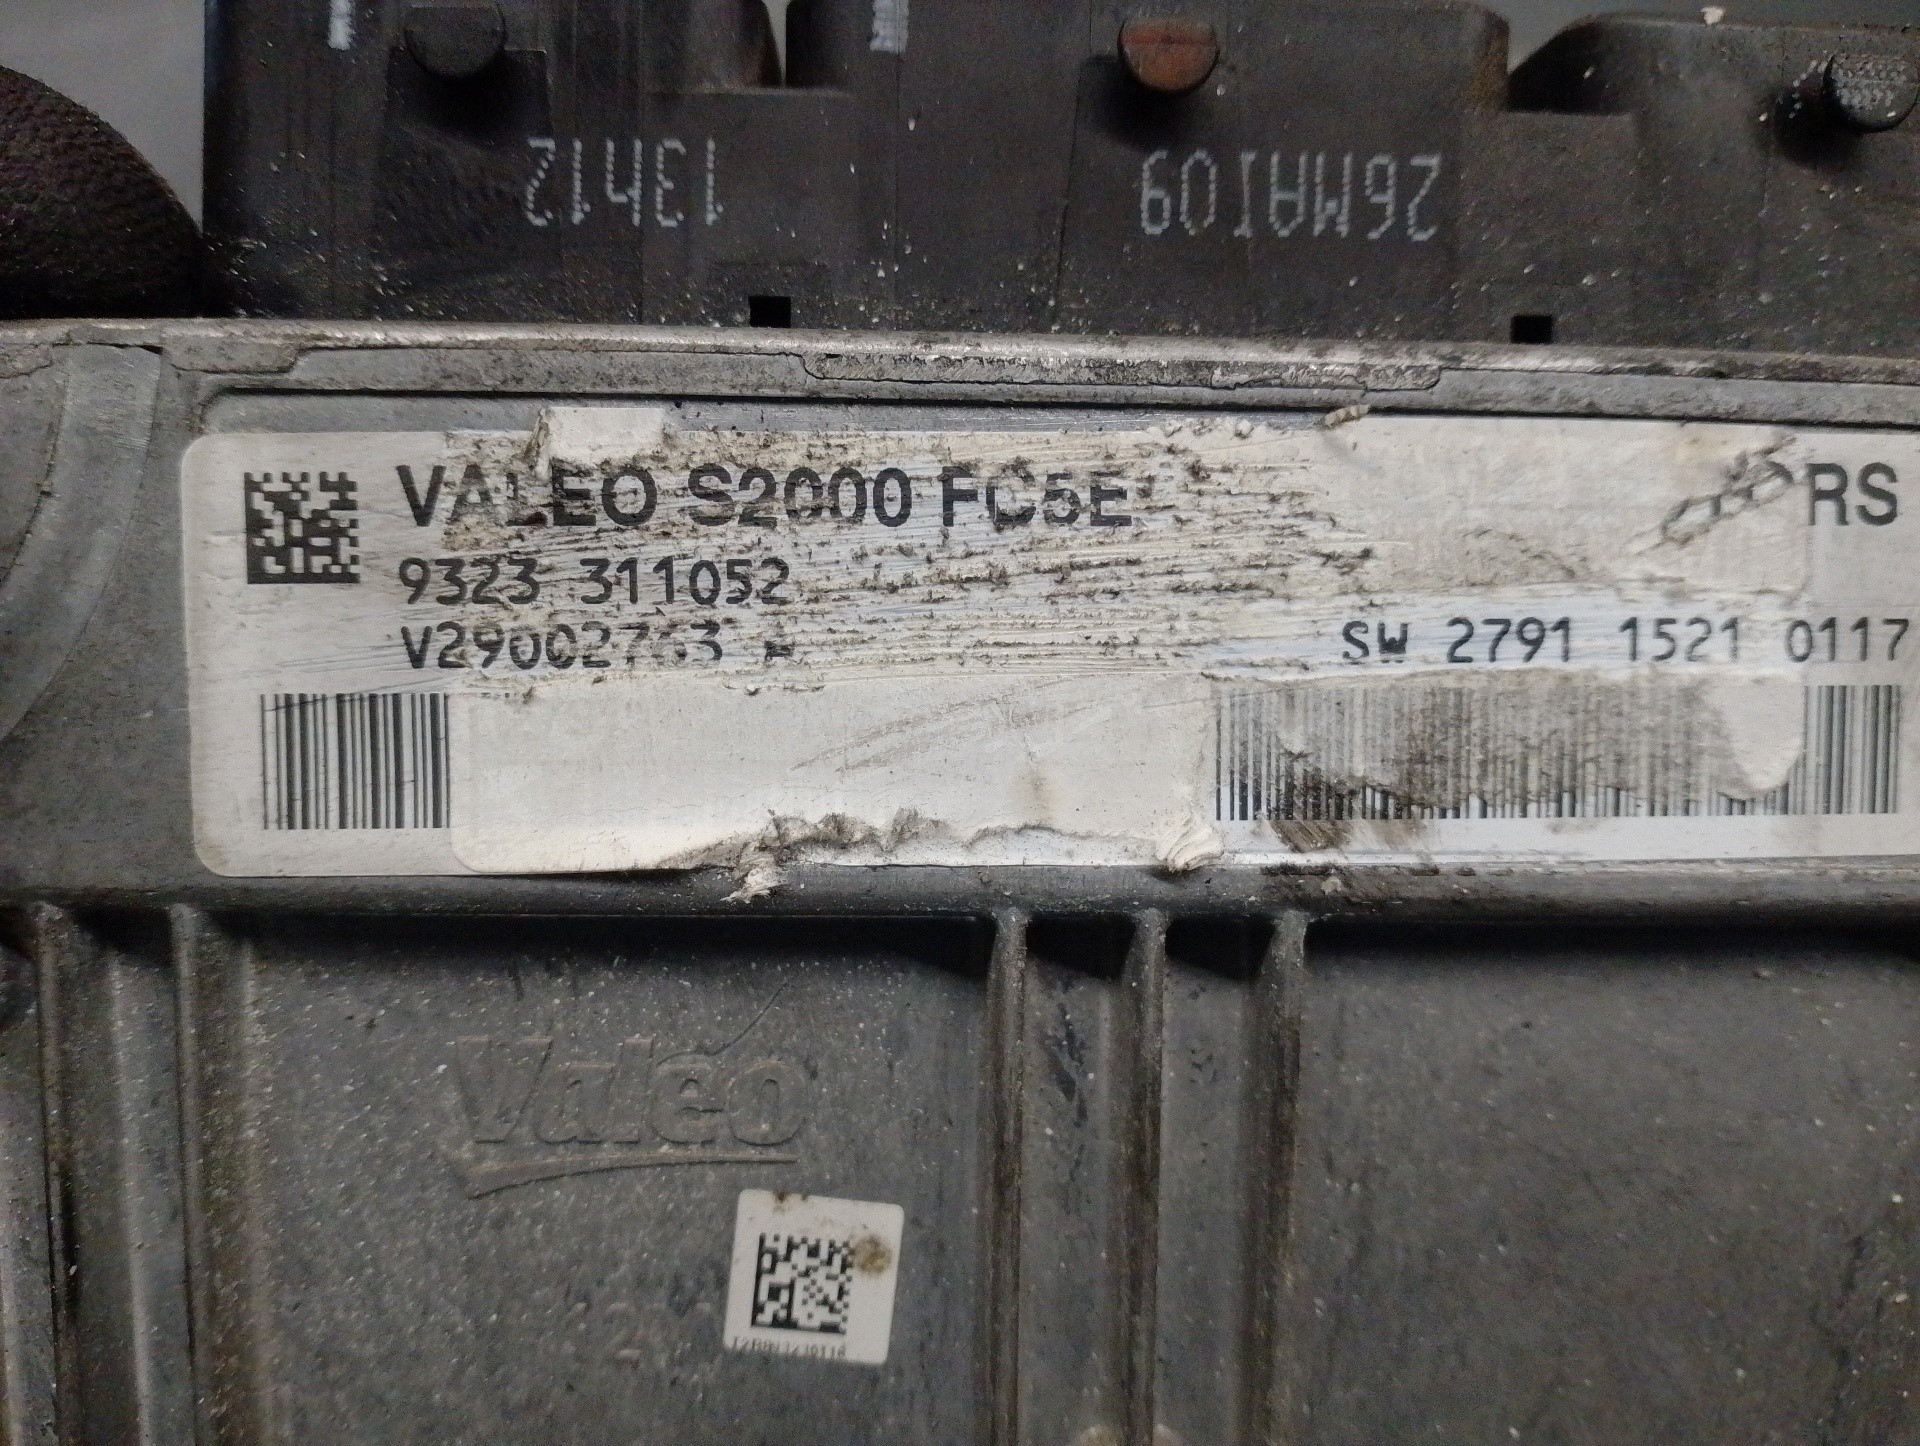 13h12 26MAI09
VALEO S2000 FC5E RS
9323 311052
V29002763 A
SW 2791 1521 0117
Valeo